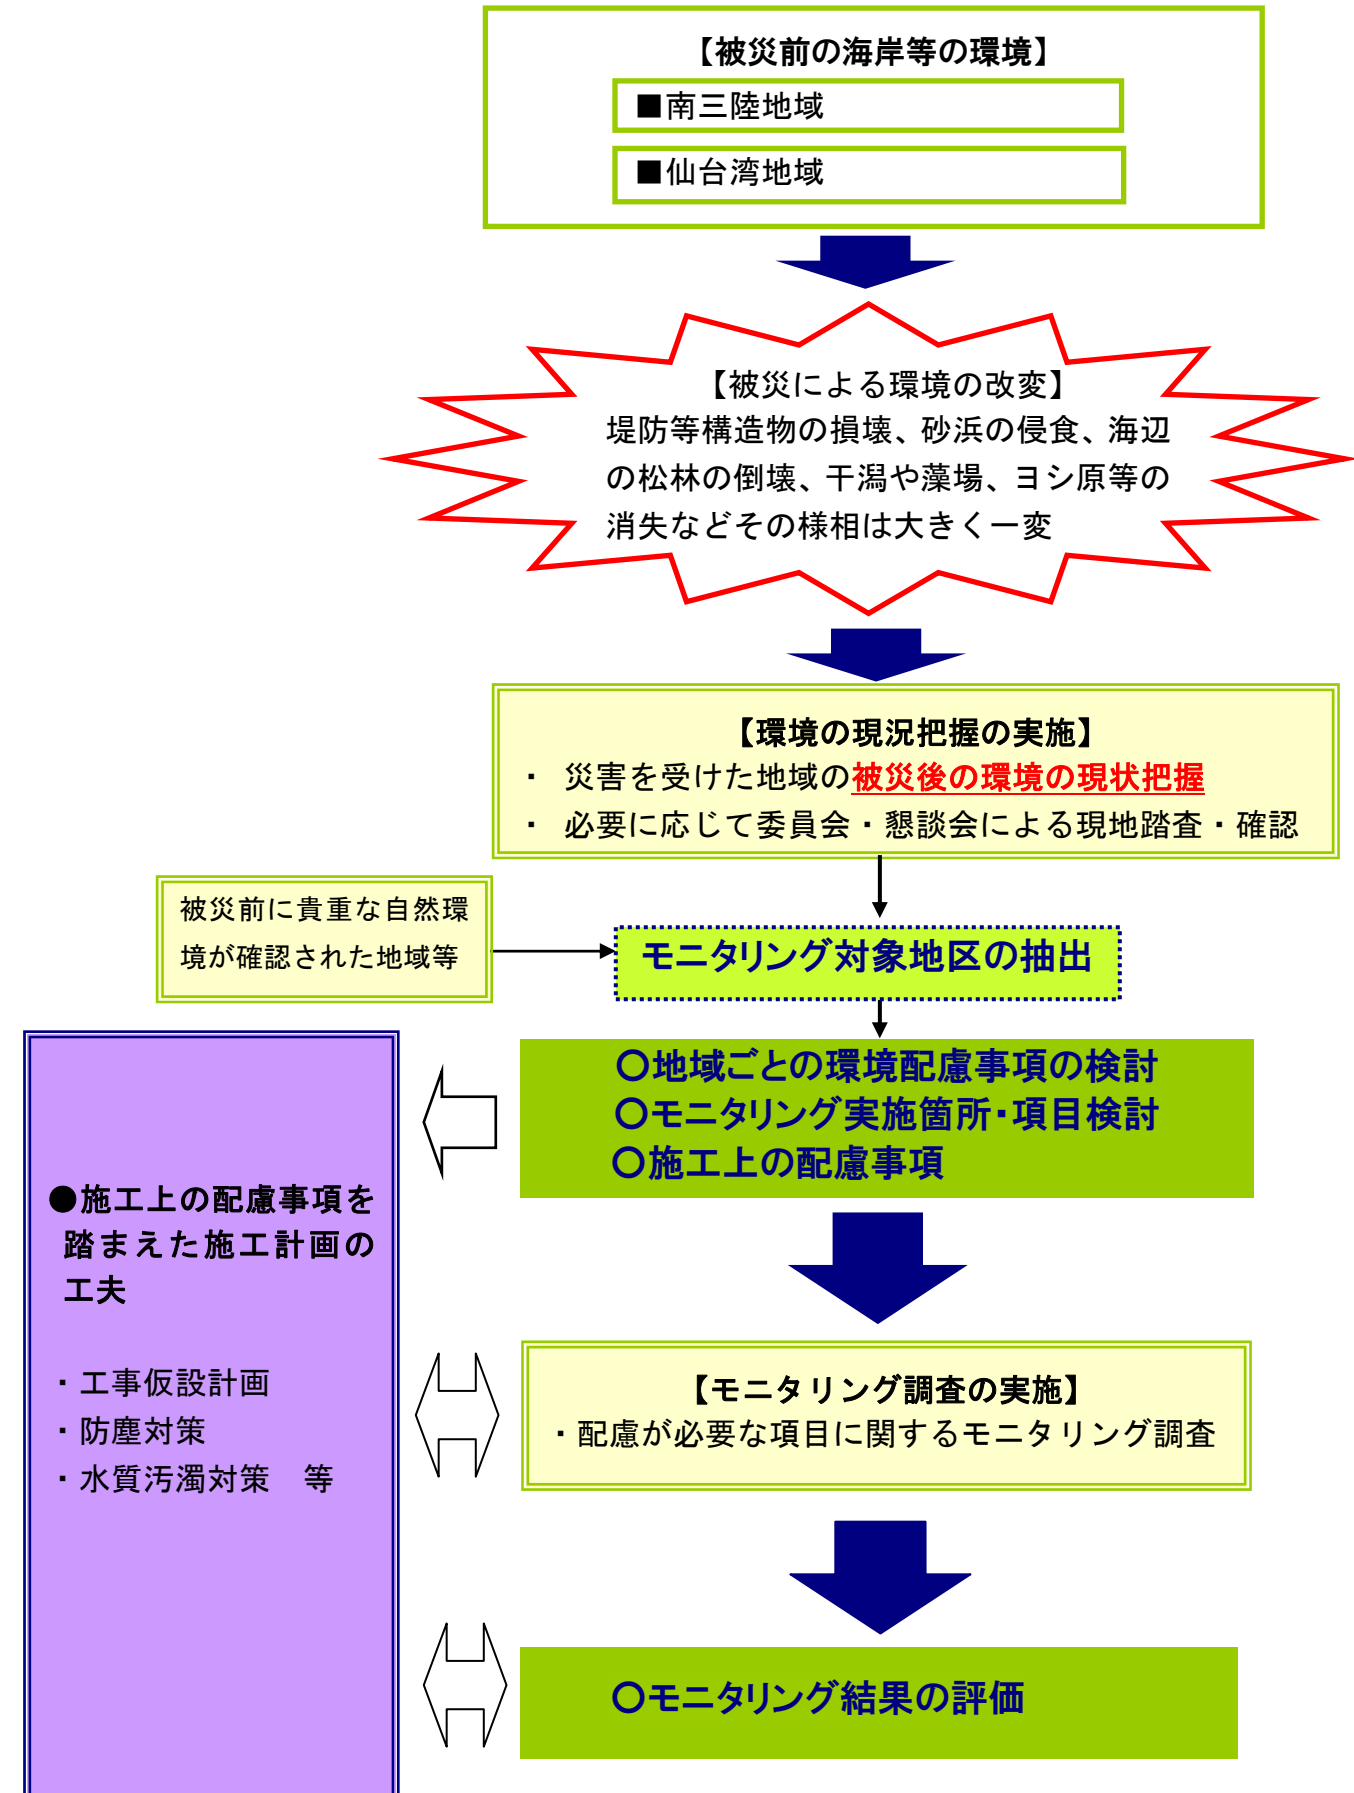 【被災前の海岸等の環境】
■南三陸地域
■仙台湾地域
【被災による環境の改変】
堤防等構造物の損壊、砂浜の侵食、海辺
の松林の倒壊、干潟や藻場、ヨシ原等の
消失などその様相は大きく一変
【環境の現況把握の実施】
・ 災害を受けた地域の被災後の環境の現状把握
・ 必要に応じて委員会・懇談会による現地踏査・確認
被災前に貴重な自然環
境が確認された地域等
モニタリング対象地区の抽出
○地域ごとの環境配慮事項の検討
○モニタリング実施箇所・項目検討
○施工上の配慮事項
●施工上の配慮事項を
踏まえた施工計画の
工夫
・工事仮設計画
・防塵対策
・水質汚濁対策　等
【モニタリング調査の実施】
・配慮が必要な項目に関するモニタリング調査
○モニタリング結果の評価